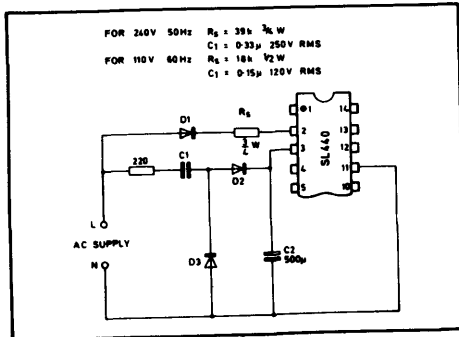 FOR 240V 50Hz Rs = 39k ¾ W
C1 = 0·33µ 250V RMS
FOR 110V 60Hz Rs = 18k ½ W
C1 = 0·15µ 120V RMS
D1
Rs
¾ W
220
C1
D2
L
AC SUPPLY
N
D3
C2
500µ
SL440
1
2
3
4
5
14
13
12
11
10